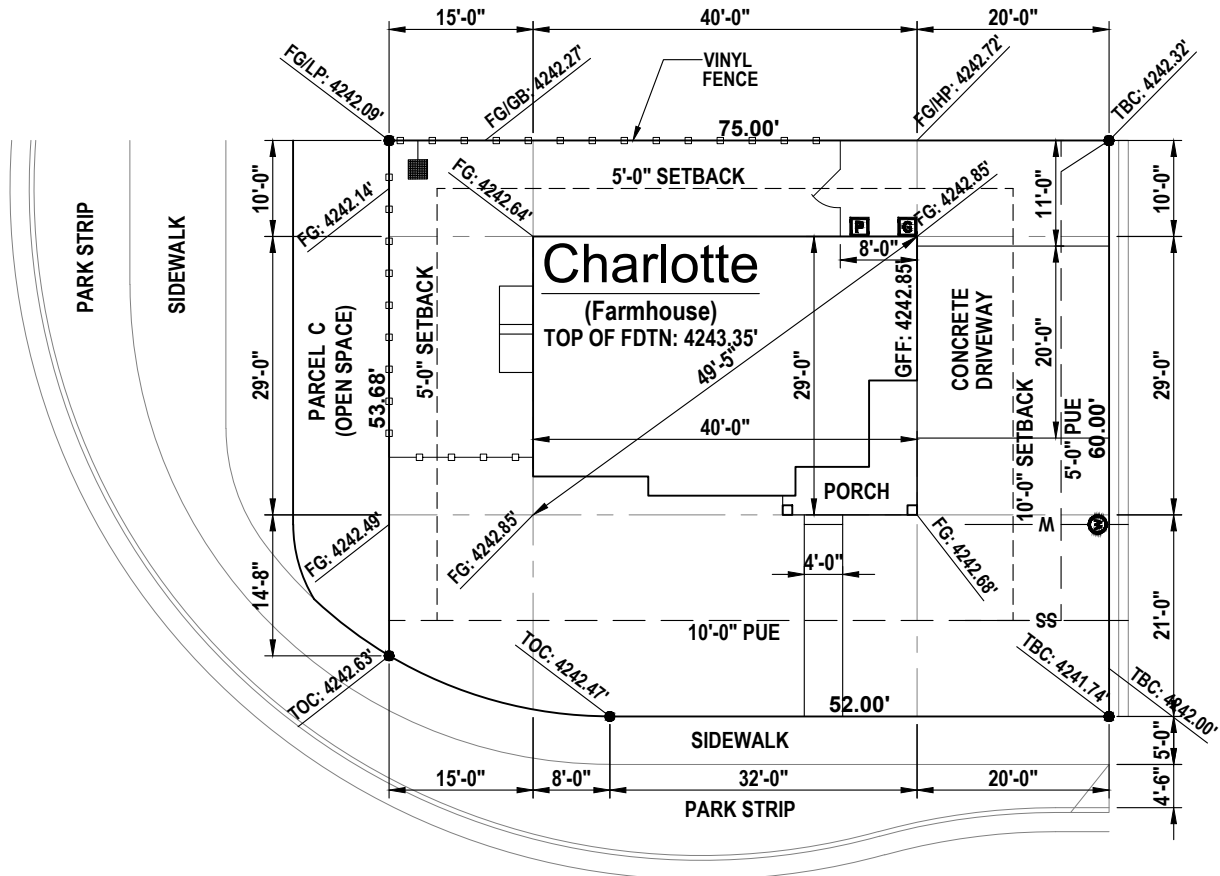 15'-0"
40'-0"
20'-0"
FG/LP: 4242.09'
FG/GB: 4242.27'
VINYL
FENCE
FG/HP: 4242.72'
TBC: 4242.32'
75.00'
5'-0" SETBACK
10'-0"
FG: 4242.14'
FG: 4242.64'
FG: 4242.85'
11'-0"
10'-0"
P
G
8'-0"
PARK STRIP
SIDEWALK
PARCEL C
(OPEN SPACE)
53.68'
5'-0" SETBACK
Charlotte
(Farmhouse)
TOP OF FDTN: 4243.35'
49'-5"
29'-0"
29'-0"
GFF: 4242.85'
CONCRETE
DRIVEWAY
20'-0"
10'-0" SETBACK
5'-0" PUE
60.00'
29'-0"
40'-0"
PORCH
W
M
FG: 4242.49'
FG: 4242.85'
FG: 4242.68'
14'-8"
4'-0"
21'-0"
10'-0" PUE
SS
TOC: 4242.63'
TOC: 4242.47'
TBC: 4241.74'
TBC: 4242.00'
52.00'
SIDEWALK
5'-0"
15'-0"
8'-0"
32'-0"
20'-0"
4'-6"
PARK STRIP